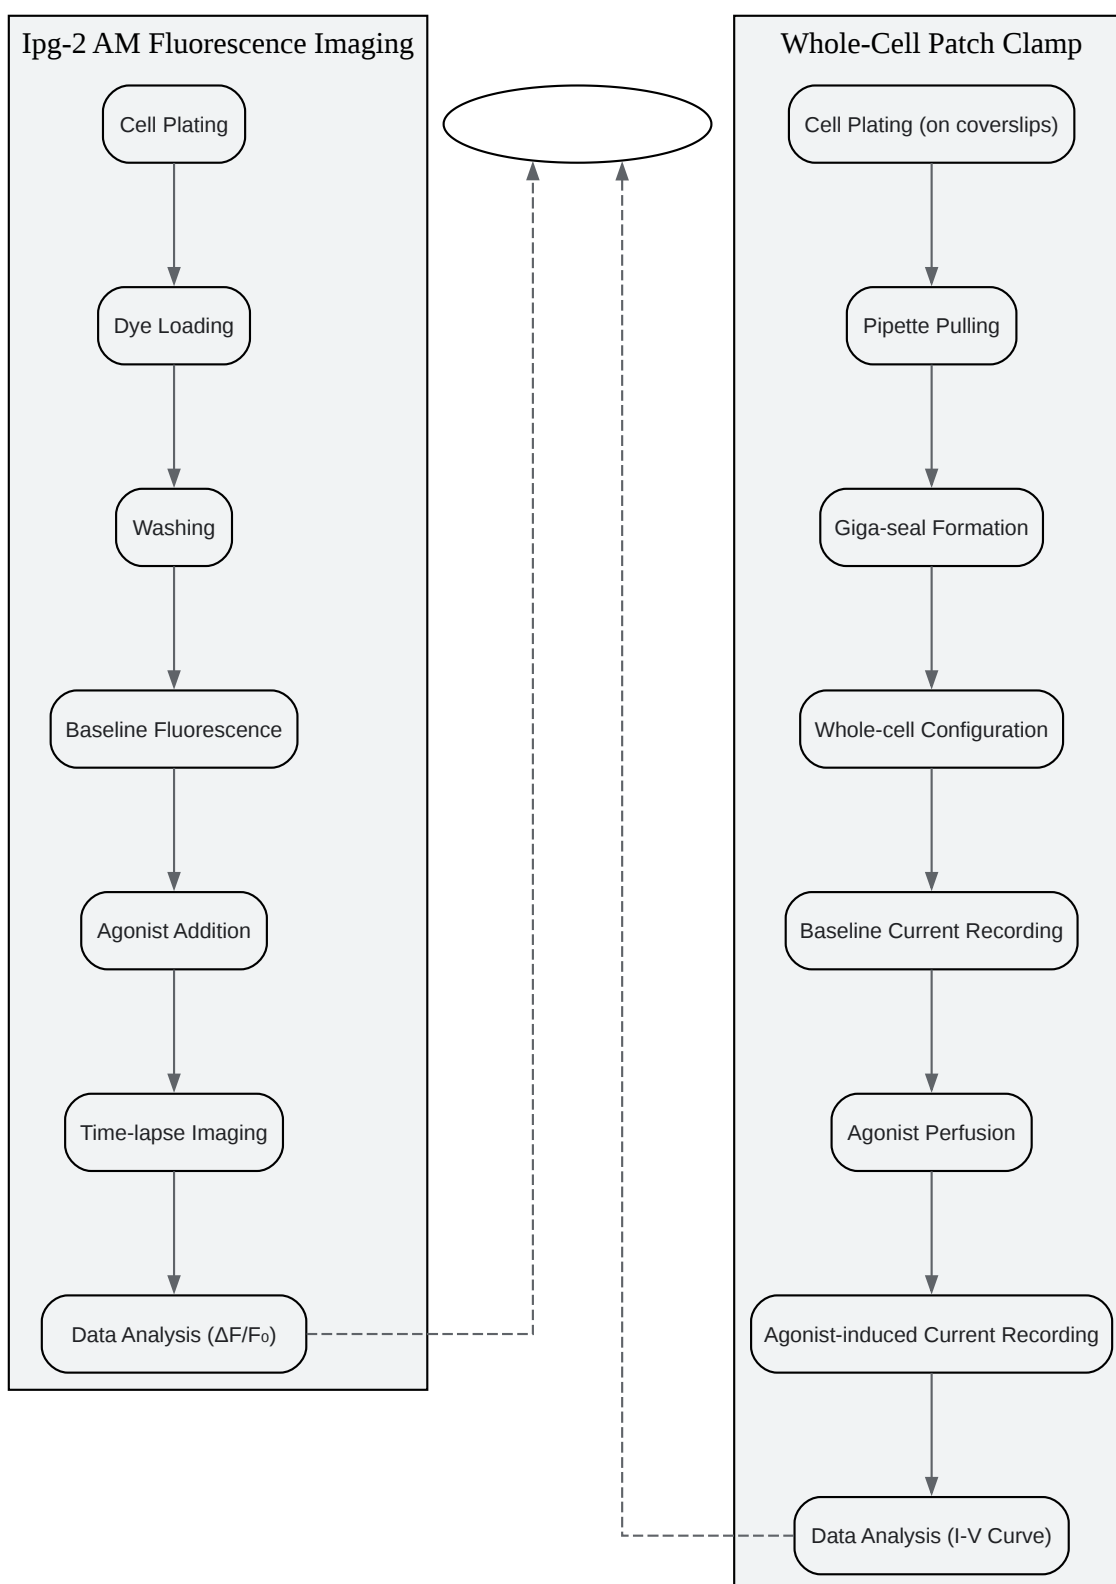 Ipg-2 AM Fluorescence Imaging
Cell Plating
Dye Loading
Washing
Baseline Fluorescence
Agonist Addition
Time-lapse Imaging
Data Analysis (ΔF/F₀)
Whole-Cell Patch Clamp
Cell Plating (on coverslips)
Pipette Pulling
Giga-seal Formation
Whole-cell Configuration
Baseline Current Recording
Agonist Perfusion
Agonist-induced Current Recording
Data Analysis (I-V Curve)